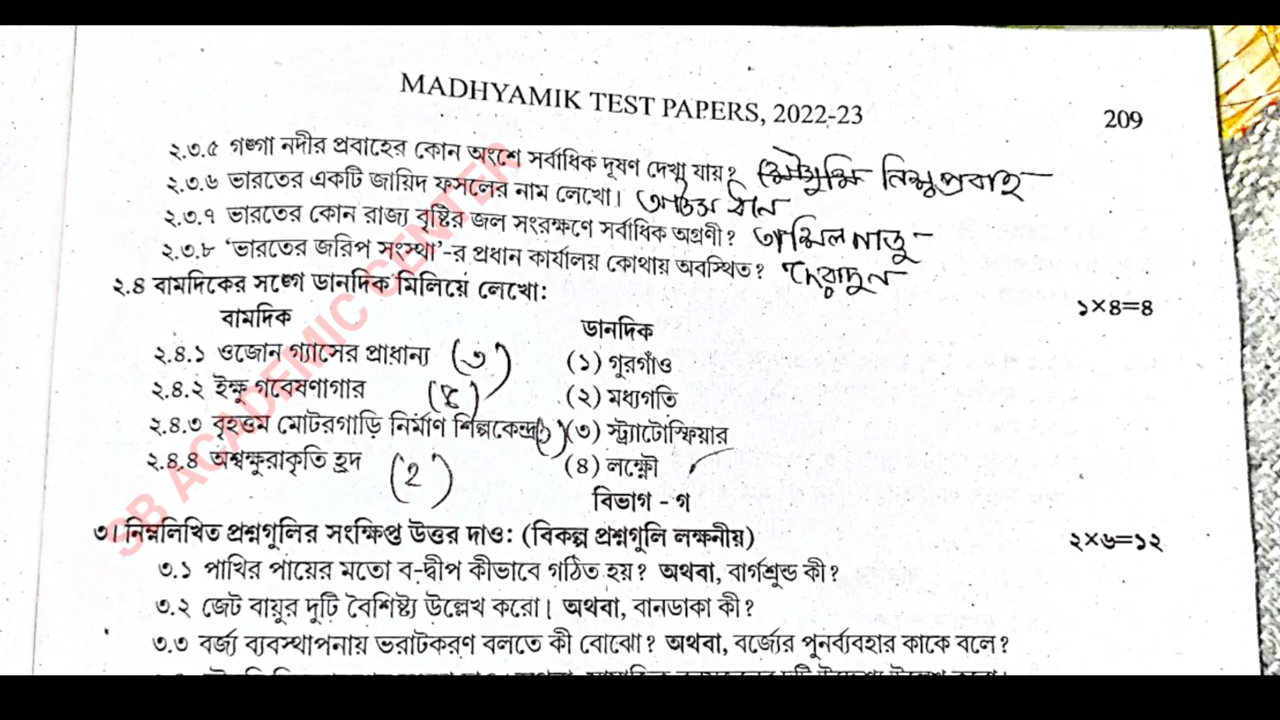 MADHYAMIK TEST PAPERS, 2022-23 209
২.৩.৫ গঙ্গা নদীর প্রবাহের কোন অংশে সর্বাধিক দূষণ দেখা যায়? নিম্নপ্রবাহ
২.৩.৬ ভারতের একটি জায়িদ ফসলের নাম লেখো। আউস ধান
২.৩.৭ ভারতের কোন রাজ্য বৃষ্টির জল সংরক্ষণে সর্বাধিক অগ্রণী? তামিলনাড়ু
২.৩.৮ ‘ভারতের জরিপ সংস্থা’-র প্রধান কার্যালয় কোথায় অবস্থিত? দেরাদুন
২.৪ বামদিকের সঙ্গে ডানদিক মিলিয়ে লেখো: ১×৪=৪
বামদিক ডানদিক
২.৪.১ ওজোন গ্যাসের প্রাধান্য (৩) (১) গুরগাঁও
২.৪.২ ইক্ষু গবেষণাগার (৪) (২) মধ্যগতি
২.৪.৩ বৃহত্তম মোটরগাড়ি নির্মাণ শিল্পকেন্দ্র (১) (৩) স্ট্র্যাটোস্ফিয়ার
২.৪.৪ অশ্বক্ষুরাকৃতি হ্রদ (২) (৪) লক্ষ্ণৌ
বিভাগ - গ
৩। নিম্নলিখিত প্রশ্নগুলির সংক্ষিপ্ত উত্তর দাও: (বিকল্প প্রশ্নগুলি লক্ষনীয়) ২×৬=১২
৩.১ পাখির পায়ের মতো ব-দ্বীপ কীভাবে গঠিত হয়? অথবা, বার্গশ্রুন্ড কী?
৩.২ জেট বায়ুর দুটি বৈশিষ্ট্য উল্লেখ করো। অথবা, বানডাকা কী?
৩.৩ বর্জ্য ব্যবস্থাপনায় ভরাটকরণ বলতে কী বোঝো? অথবা, বর্জ্যের পুনর্ব্যবহার কাকে বলে?
SB ACADEMIC CENTER